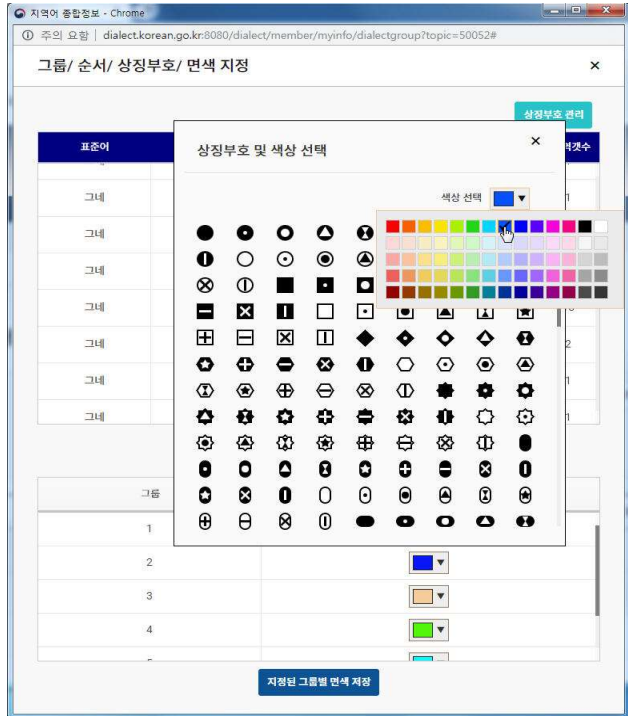 지역어 종합정보 - Chrome
주의 요함 | dialect.korean.go.kr:8080/dialect/member/myinfo/dialectgroup?topic=50052#
그룹/ 순서/ 상징부호/ 면색 지정 ×
상징부호 관리
표준어
상징부호 및 색상 선택 ×
색상 선택 ▼
그네
그네
그네
그네
그네
그네
그네
그룹
1
2 ▼
3 ▼
4 ▼
지정된 그룹별 면색 저장